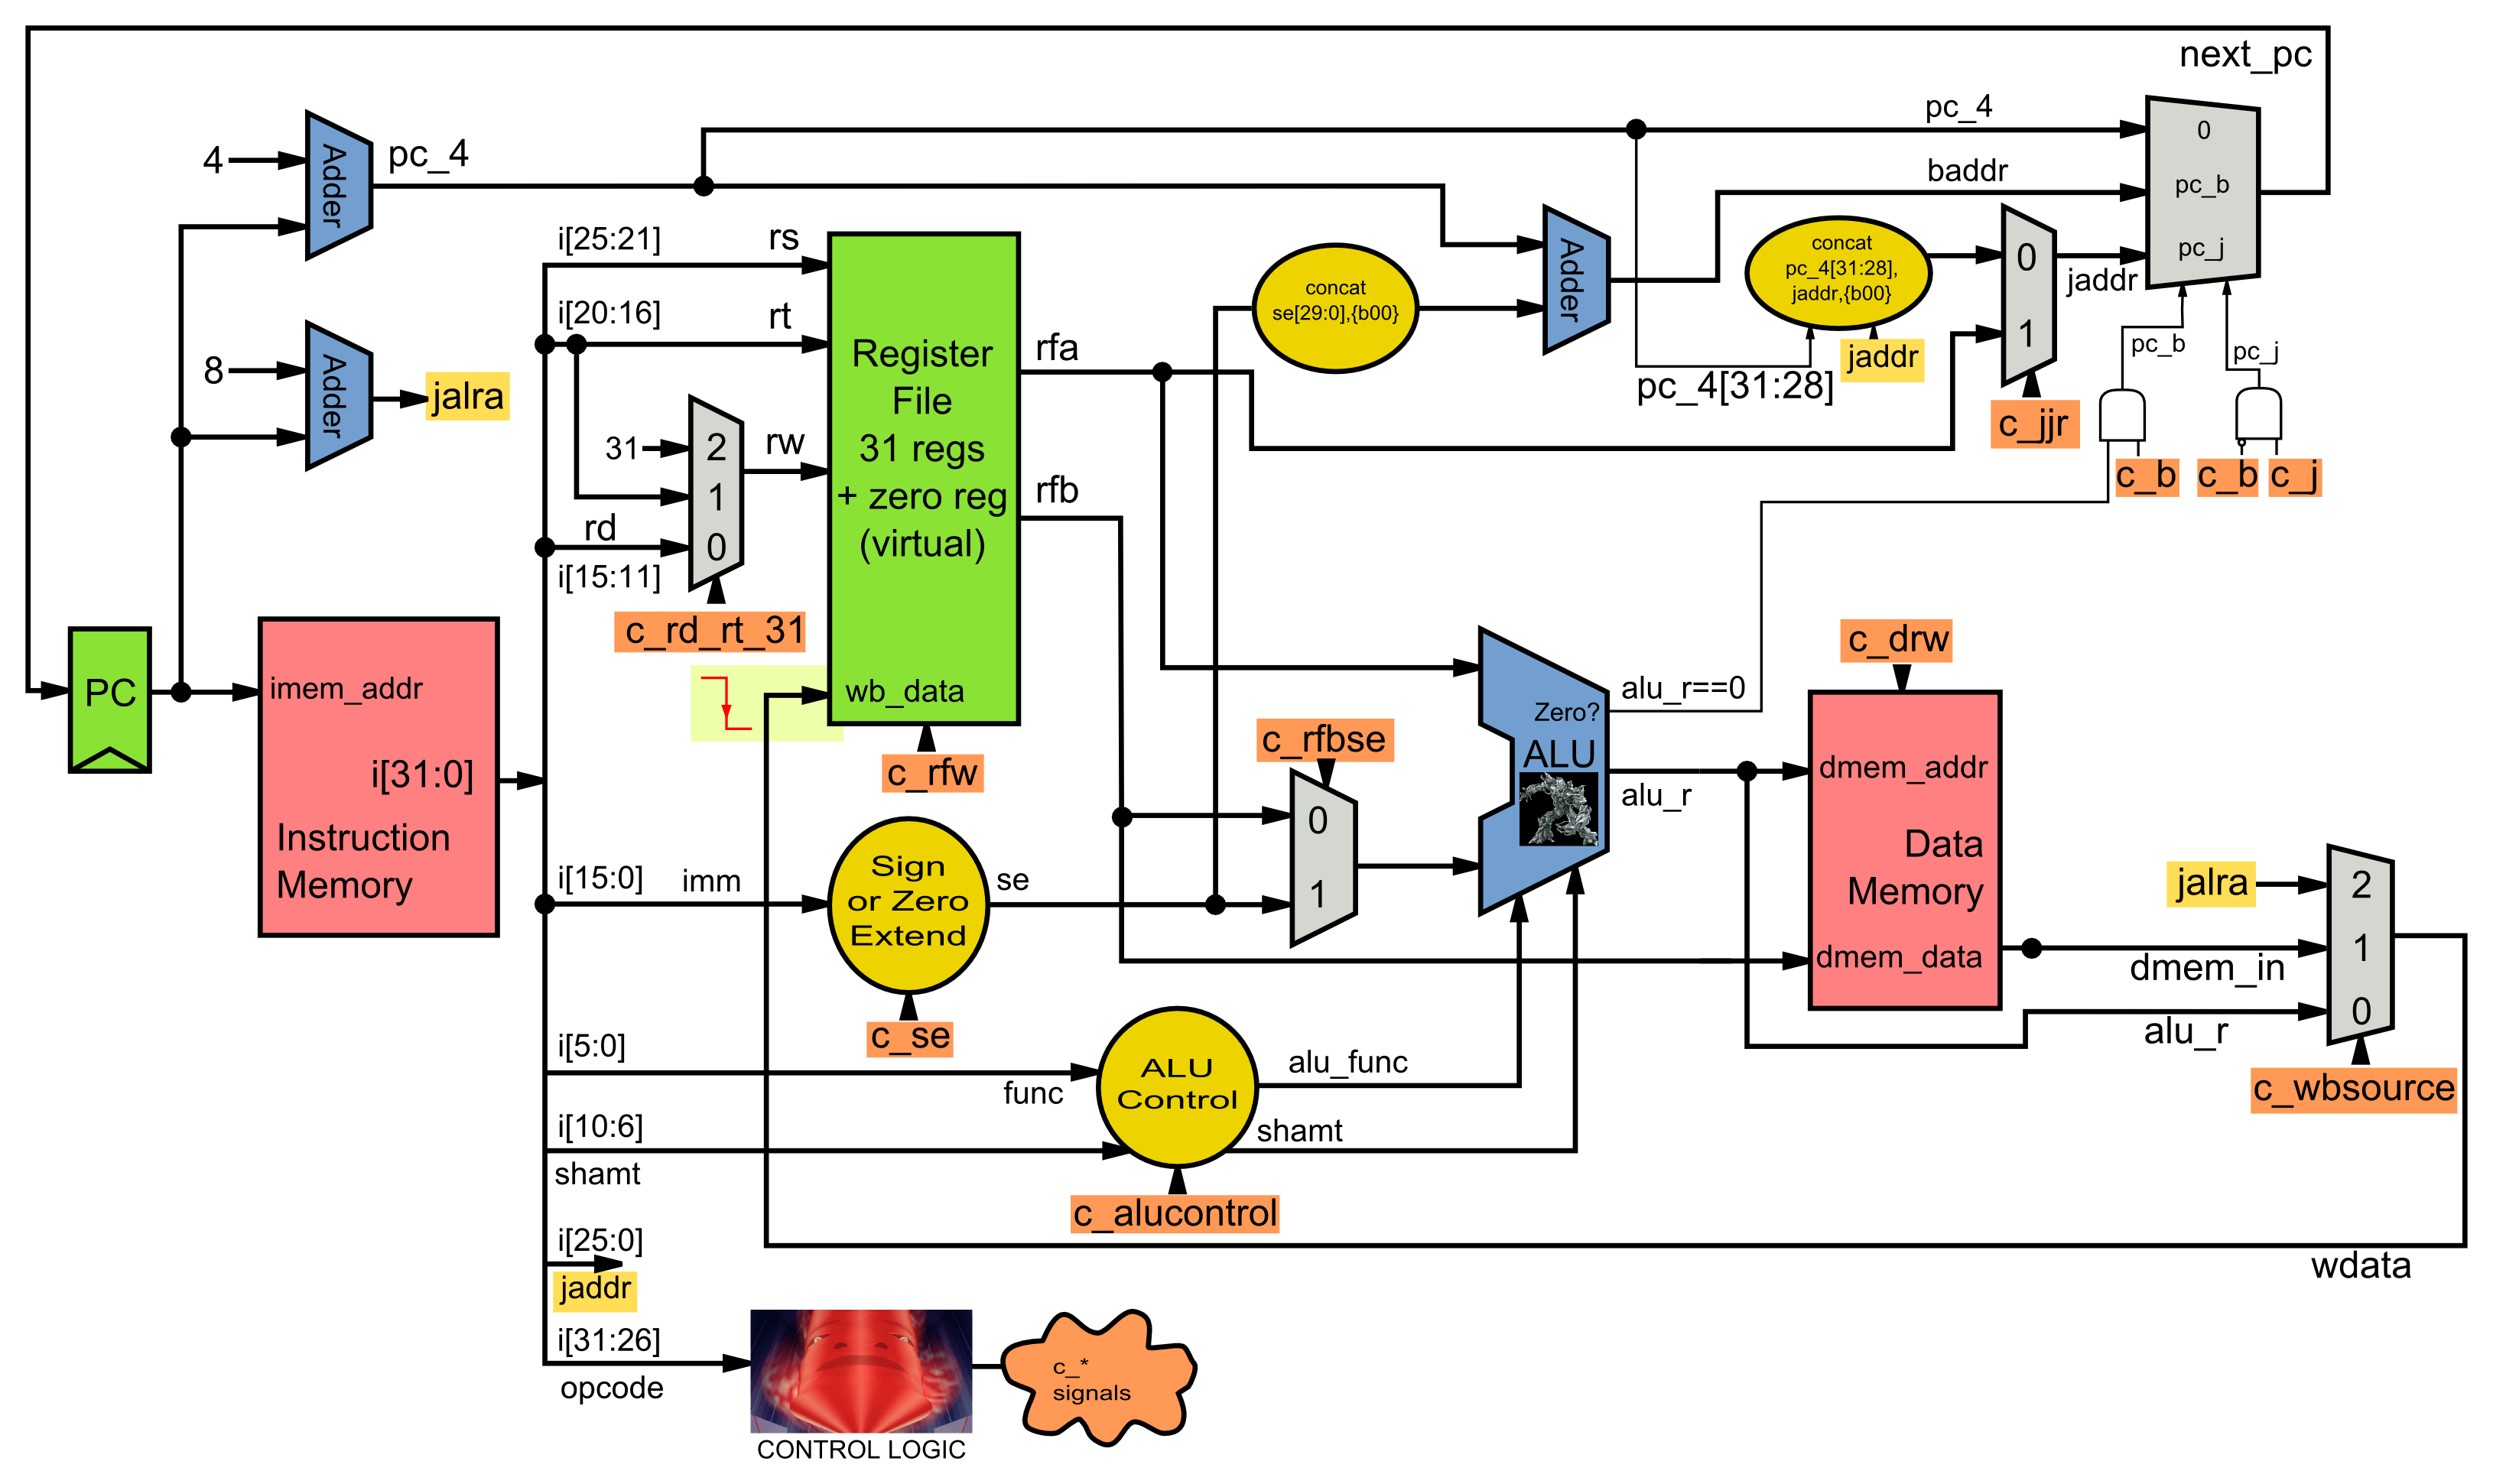 next_pc
pc_4
0
4
Adder
pc_4
baddr
pc_b
i[25:21]
rs
concat
se[29:0],{b00}
Adder
concat
pc_4[31:28],
jaddr,{b00}
0
1
jaddr
pc_j
i[20:16]
rt
Register
File
31 regs
+ zero reg
(virtual)
rfa
pc_b
pc_j
8
Adder
jalra
pc_4[31:28]
jaddr
c_jjr
31
2
1
0
rw
rfb
c_b
c_b
c_j
rd
i[15:11]
c_rd_rt_31
c_drw
PC
imem_addr
i[31:0]
Instruction
Memory
wb_data
c_rfw
c_rfbse
0
1
Zero?
ALU
alu_r==0
alu_r
dmem_addr
Data
Memory
dmem_data
i[15:0]
imm
Sign
or Zero
Extend
se
c_se
jalra
2
1
0
dmem_in
alu_r
c_wbsource
i[5:0]
func
ALU
Control
alu_func
i[10:6]
shamt
shamt
c_alucontrol
i[25:0]
jaddr
wdata
i[31:26]
opcode
c_*
signals
CONTROL LOGIC